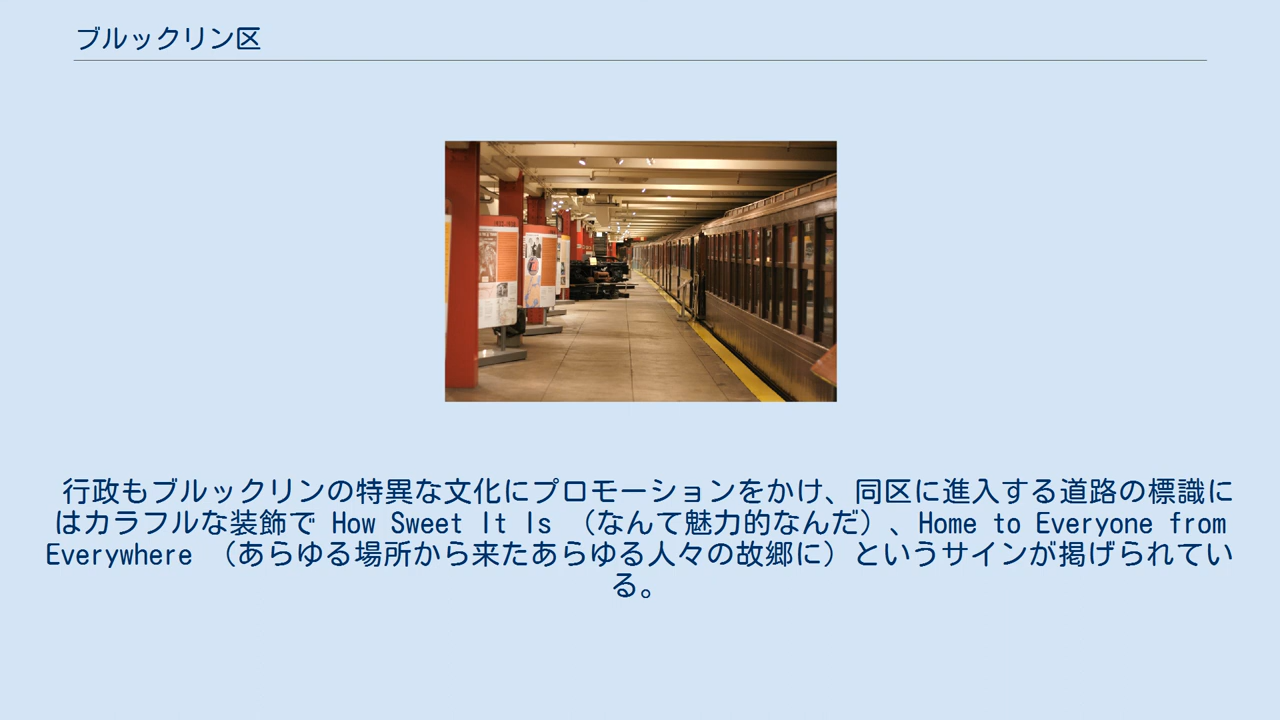 ブルックリン区
行政もブルックリンの特異な文化にプロモーションをかけ、同区に進入する道路の標識に
はカラフルな装飾で How Sweet It Is （なんて魅力的なんだ）、Home to Everyone from
Everywhere （あらゆる場所から来たあらゆる人々の故郷に）というサインが掲げられてい
る。